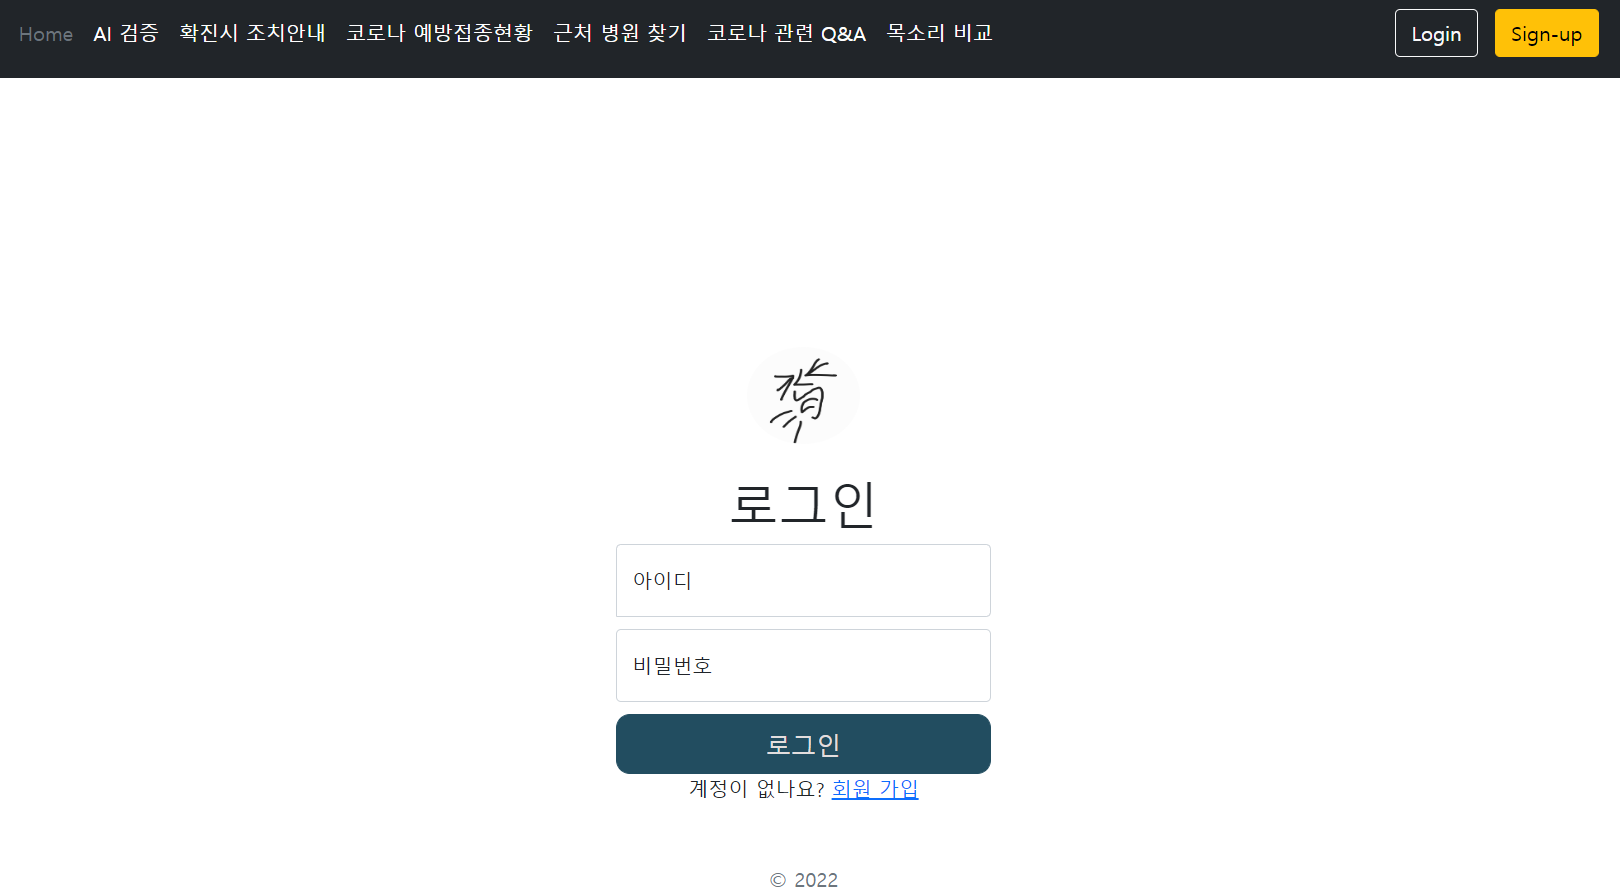 Home AI 검증 확진시 조치안내 코로나 예방접종현황 근처 병원 찾기 코로나 관련 Q&A 목소리 비교 Login Sign-up
로그인
아이디
비밀번호
로그인
계정이 없나요? 회원 가입
© 2022